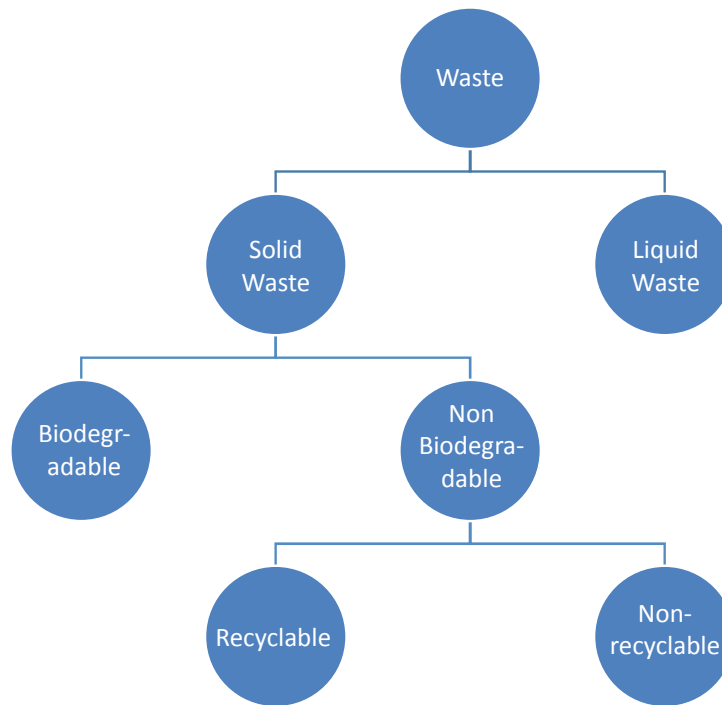 Waste
Solid
Waste
Liquid
Waste
Biodegr-
adable
Non
Biodegra-
dable
Recyclable
Non-
recyclable